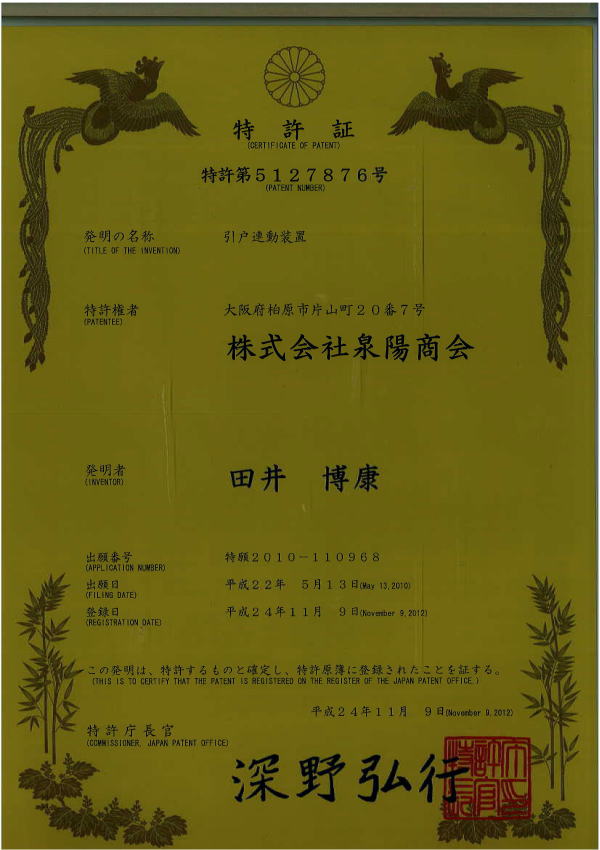 特許証
(CERTIFICATE OF PATENT)
特許第5127876号
(PATENT NUMBER)
発明の名称 引戸連動装置
(TITLE OF THE INVENTION)
特許権者 大阪府柏原市片山町20番7号
(PATENTEE)
株式会社泉陽商会
発明者 田井 博康
(INVENTOR)
出願番号 特願2010-110968
(APPLICATION NUMBER)
出願日 平成22年 5月13日(May 13,2010)
(FILING DATE)
登録日 平成24年11月 9日(November 9,2012)
(REGISTRATION DATE)
この発明は、特許するものと確定し、特許原簿に登録されたことを証する。
(THIS IS TO CERTIFY THAT THE PATENT IS REGISTERED ON THE REGISTER OF THE JAPAN PATENT OFFICE.)
平成24年11月 9日(November 9,2012)
特許庁長官
(COMMISSIONER, JAPAN PATENT OFFICE)
深野弘行